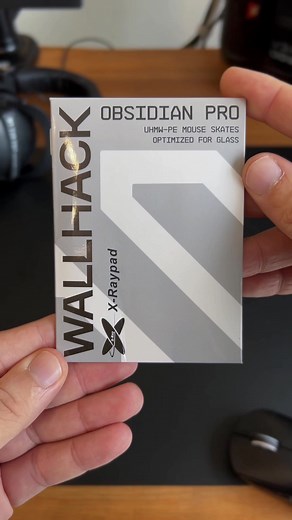 OBSIDIAN PRO
UHMW-PE MOUSE SKATES
OPTIMIZED FOR GLASS
WALLHACK
X-Raypad